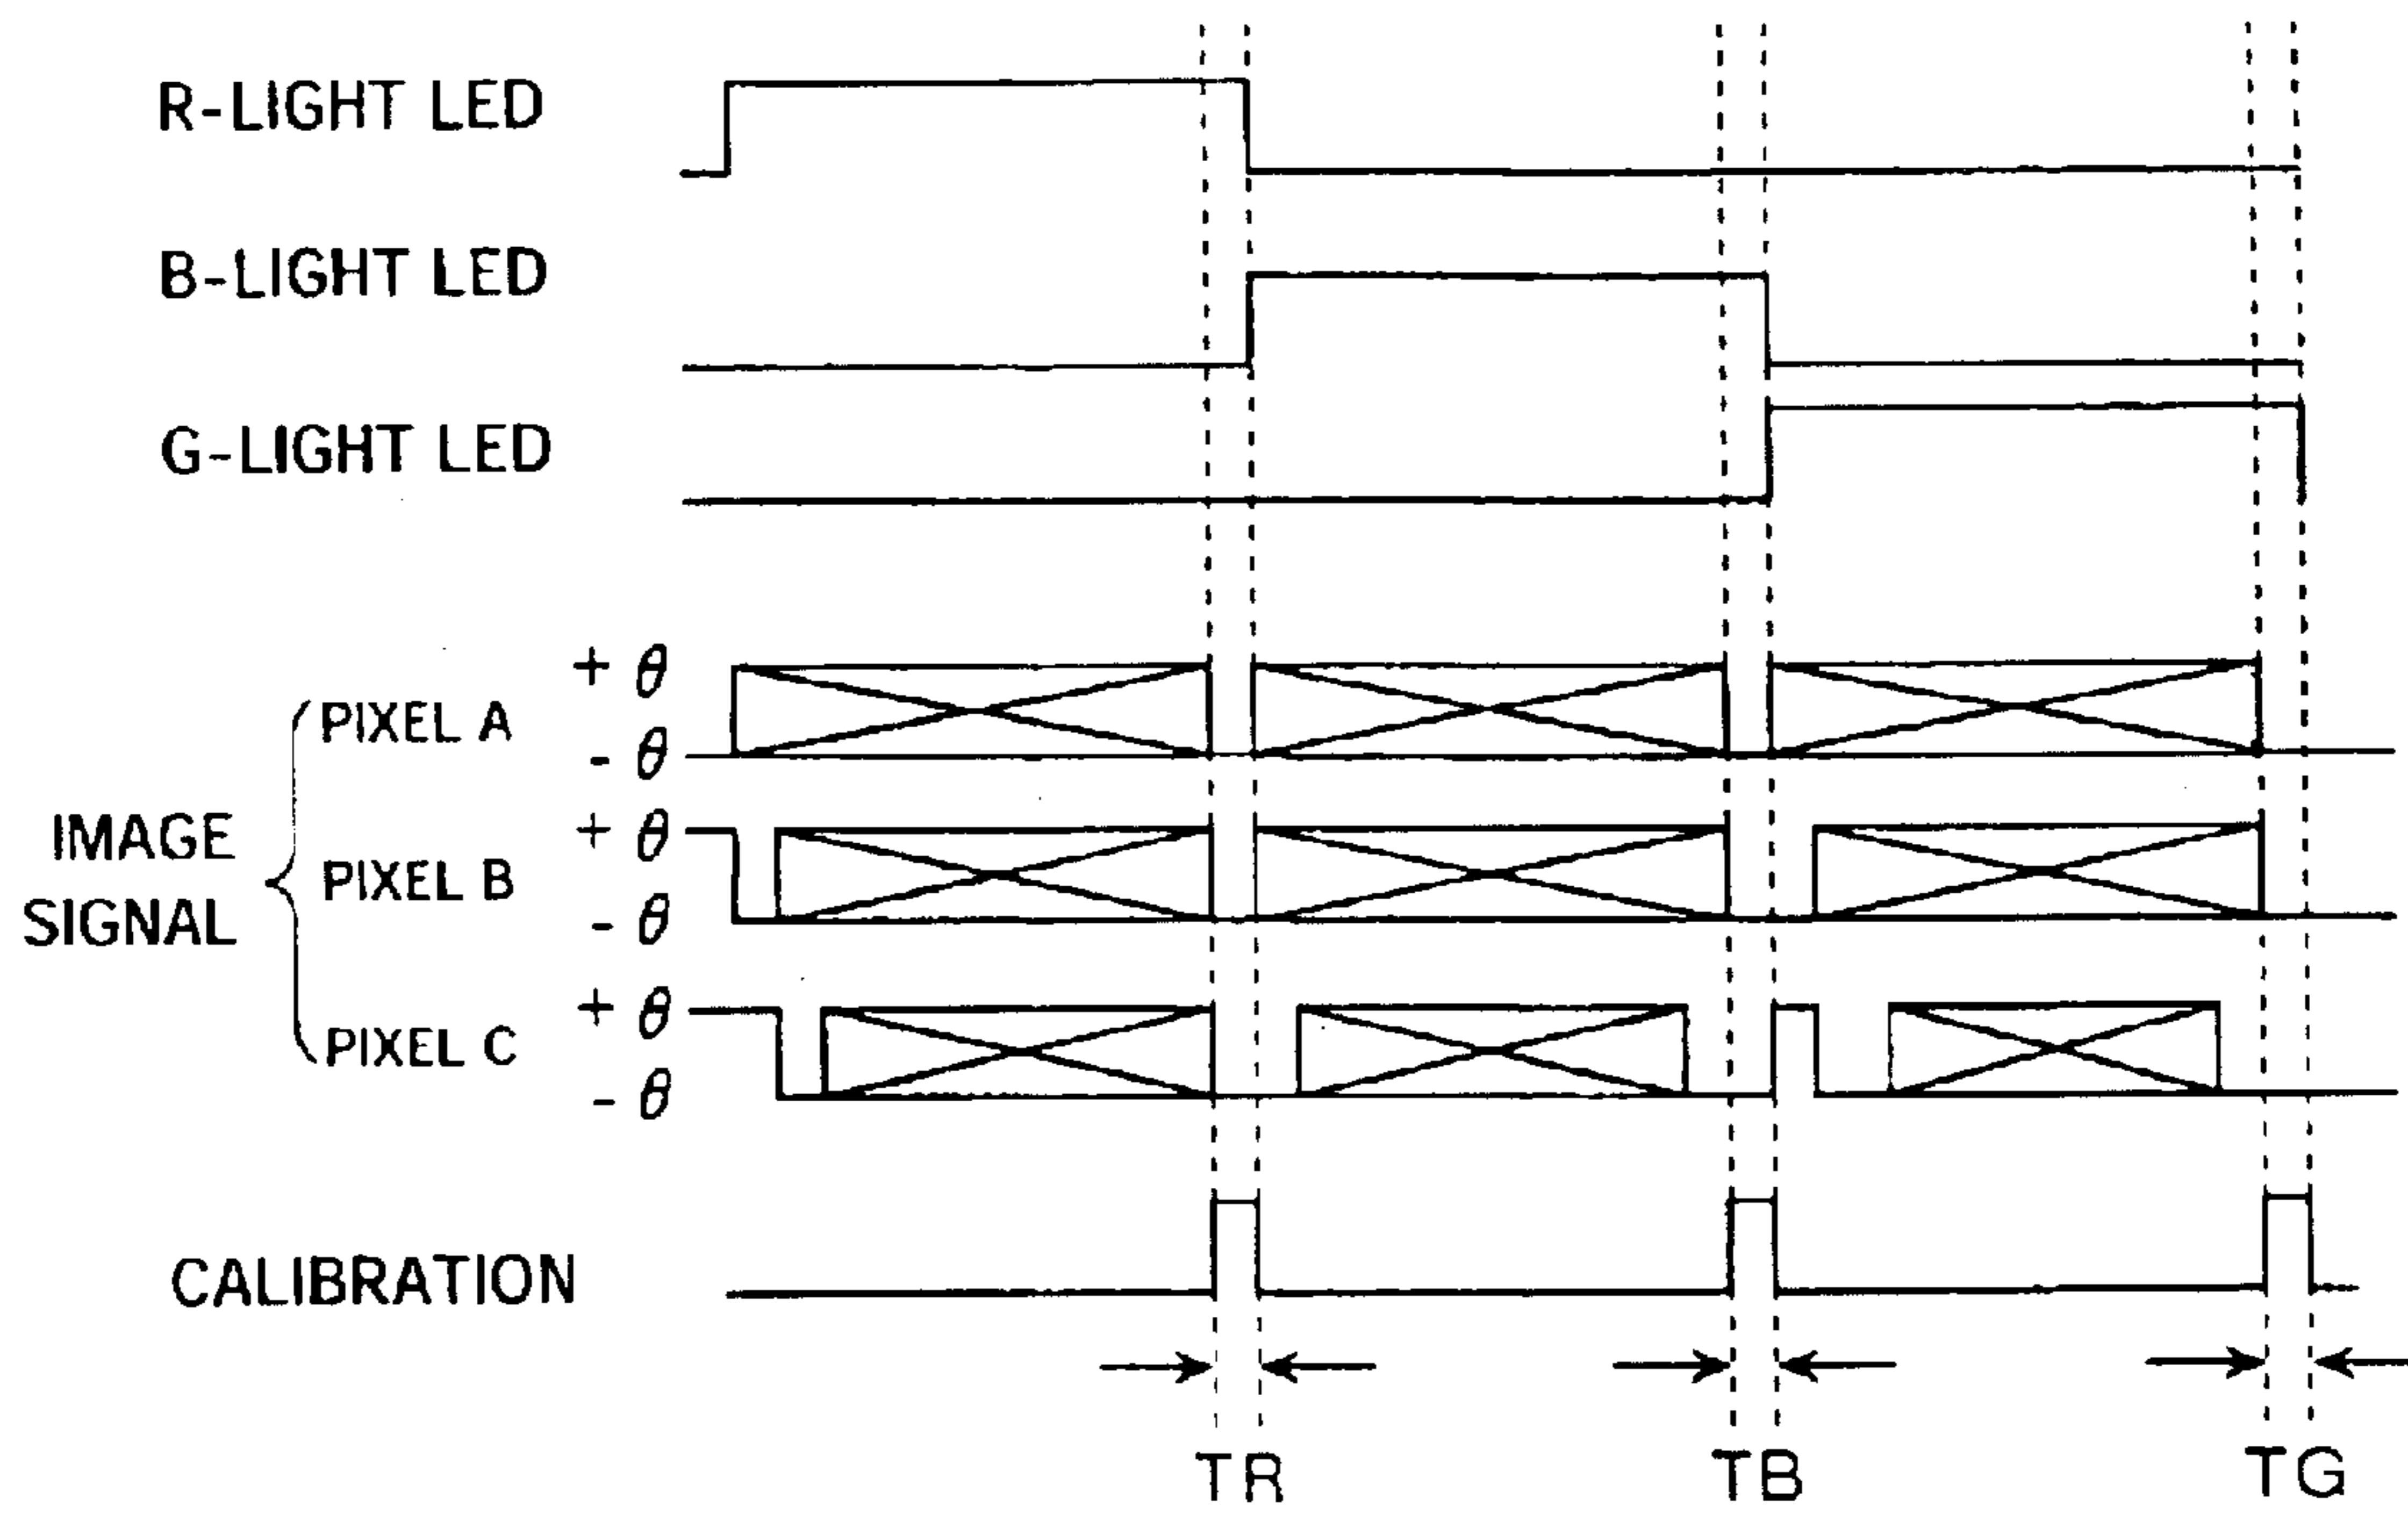 R-LIGHT LED
B-LIGHT LED
G-LIGHT LED
IMAGE
SIGNAL
PIXEL A
+ θ
- θ
PIXEL B
+ θ
- θ
PIXEL C
+ θ
- θ
CALIBRATION
TR
TB
TG